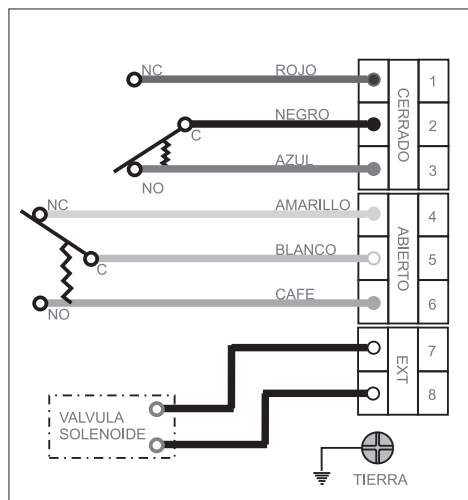 NC ROJO 1
NEGRO 2
C
CERRADO
AZUL 3
NO
NC AMARILLO 4
BLANCO 5
C
ABIERTO
NO CAFE 6
7
EXT
8
VALVULA
SOLENOIDE
TIERRA